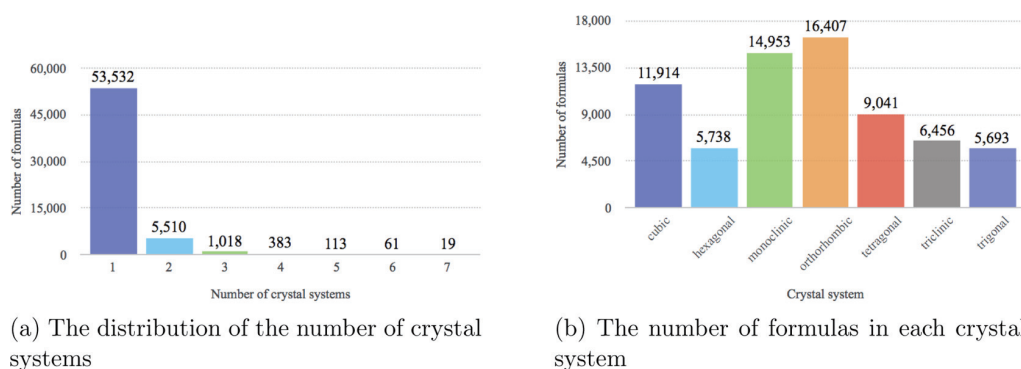 60,000
45,000
30,000
15,000
0
Number of formulas
53,532
5,510
1,018
383
113
61
19
1 2 3 4 5 6 7
Number of crystal systems
(a) The distribution of the number of crystal
systems
18,000
13,500
9,000
4,500
0
Number of formulas
11,914
5,738
14,953
16,407
9,041
6,456
5,693
cubic
hexagonal
monoclinic
orthorhombic
tetragonal
triclinic
trigonal
Crystal system
(b) The number of formulas in each crystal
system